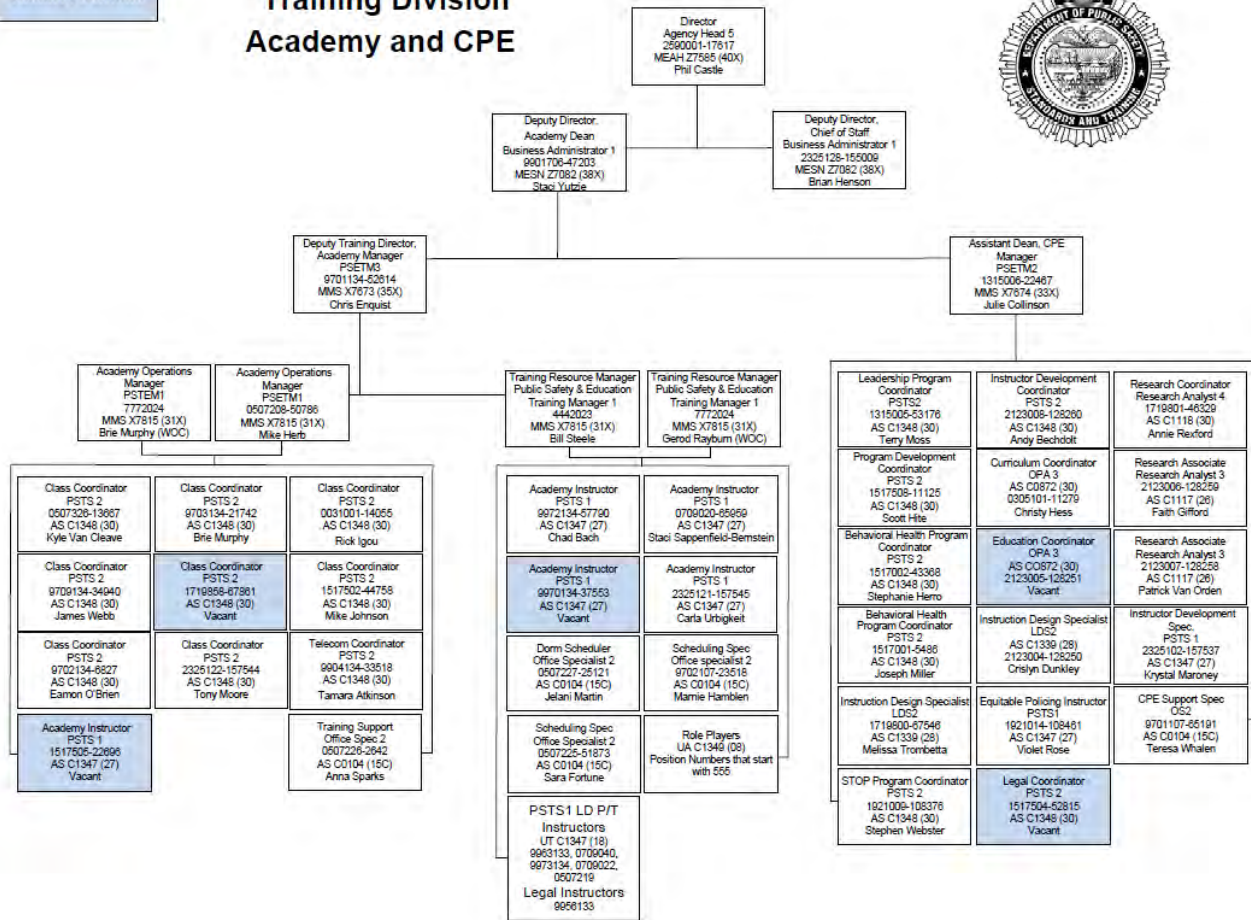 Training Division
Academy and CPE
DEPARTMENT OF PUBLIC SAFETY
STANDARDS AND TRAINING
Director
Agency Head 5
2590001-17617
MEAH Z7585 (40X)
Phil Castle
Deputy Director,
Academy Dean
Business Administrator 1
9901706-47203
MESN Z7082 (38X)
Staci Yutzie
Deputy Director,
Chief of Staff
Business Administrator 1
2325128-155009
MESN Z7082 (38X)
Brian Henson
Deputy Training Director,
Academy Manager
PSETM3
9701134-52614
MMS X7673 (35X)
Chris Enquist
Assistant Dean, CPE
Manager
PSETM2
1315006-22467
MMS X7674 (33X)
Julie Collinson
Academy Operations
Manager
PSTEM1
7772024
MMS X7815 (31X)
Brie Murphy (WOC)
Academy Operations
Manager
PSETM1
0507208-50786
MMS X7815 (31X)
Mike Herb
Training Resource Manager
Public Safety & Education
Training Manager 1
4442023
MMS X7815 (31X)
Bill Steele
Training Resource Manager
Public Safety & Education
Training Manager 1
7772024
MMS X7815 (31X)
Gerod Rayburn (WOC)
Class Coordinator
PSTS 2
0507326-13667
AS C1348 (30)
Kyle Van Cleave
Class Coordinator
PSTS 2
9703134-21742
AS C1348 (30)
Brie Murphy
Class Coordinator
PSTS 2
0031001-14055
AS C1348 (30)
Rick Igou
Class Coordinator
PSTS 2
9709134-34940
AS C1348 (30)
James Webb
Class Coordinator
PSTS 2
1719858-67861
AS C1348 (30)
Vacant
Class Coordinator
PSTS 2
1517502-44758
AS C1348 (30)
Mike Johnson
Class Coordinator
PSTS 2
9702134-6827
AS C1348 (30)
Eamon O'Brien
Class Coordinator
PSTS 2
2325122-157544
AS C1348 (30)
Tony Moore
Telecom Coordinator
PSTS 2
9904134-33518
AS C1348 (30)
Tamara Atkinson
Academy Instructor
PSTS 1
1517505-22696
AS C1347 (27)
Vacant
Training Support
Office Spec 2
0507226-2642
AS C0104 (15C)
Anna Sparks
Academy Instructor
PSTS 1
9972134-57790
AS C1347 (27)
Chad Bach
Academy Instructor
PSTS 1
0709020-65959
AS C1347 (27)
Staci Sappenfield-Bernstein
Academy Instructor
PSTS 1
9970134-37553
AS C1347 (27)
Vacant
Academy Instructor
PSTS 1
2325121-157545
AS C1347 (27)
Carla Urbigkeit
Dorm Scheduler
Office Specialist 2
0507227-25121
AS C0104 (15C)
Jelani Martin
Scheduling Spec
Office specialist 2
9702107-23518
AS C0104 (15C)
Marnie Hamblen
Scheduling Spec
Office Specialist 2
0507225-51873
AS C0104 (15C)
Sara Fortune
Role Players
UA C1349 (08)
Position Numbers that start
with 555
PSTS1 LD P/T
Instructors
UT C1347 (18)
9963133, 0709040,
9973134, 0709022,
0507219
Legal Instructors
9956133
Leadership Program
Coordinator
PSTS2
1315005-53176
AS C1348 (30)
Terry Moss
Instructor Development
Coordinator
PSTS 2
2123008-128260
AS C1348 (30)
Andy Bechdolt
Research Coordinator
Research Analyst 4
1719801-46329
AS C1118 (30)
Annie Rexford
Program Development
Coordinator
PSTS 2
1517508-11125
AS C1348 (30)
Scott Hite
Curriculum Coordinator
OPA 3
AS C0872 (30)
0305101-11279
Christy Hess
Research Associate
Research Analyst 3
2123006-128259
AS C1117 (26)
Faith Gifford
Behavioral Health Program
Coordinator
PSTS 2
1517002-43368
AS C1348 (30)
Stephanie Herro
Education Coordinator
OPA 3
AS CO872 (30)
2123005-128251
Vacant
Research Associate
Research Analyst 3
2123007-128258
AS C1117 (26)
Patrick Van Orden
Behavioral Health
Program Coordinator
PSTS 2
1517001-5486
AS C1348 (30)
Joseph Miller
Instruction Design Specialist
LDS2
AS C1339 (28)
2123004-128250
Crislyn Dunkley
Instructor Development
Spec.
PSTS 1
2325102-157537
AS C1347 (27)
Krystal Maroney
Instruction Design Specialist
LDS2
1719800-67546
AS C1339 (28)
Melissa Trombetta
Equitable Policing Instructor
PSTS1
1921014-108461
AS C1347 (27)
Violet Rose
CPE Support Spec
OS2
9701107-65191
AS C0104 (15C)
Teresa Whalen
STOP Program Coordinator
PSTS 2
1921009-108376
AS C1348 (30)
Stephen Webster
Legal Coordinator
PSTS 2
1517504-52815
AS C1348 (30)
Vacant